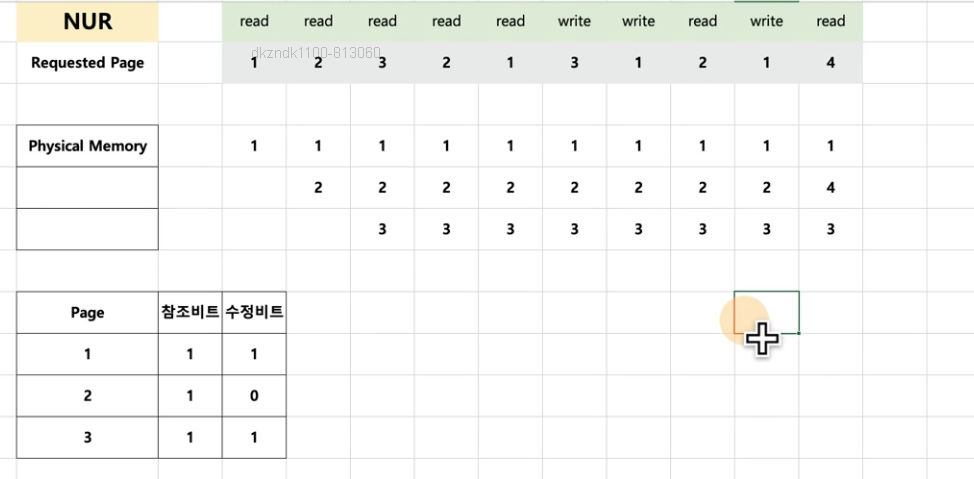 NUR read read read read read write write read write read
dkzndk1100-813060
Requested Page 1 2 3 2 1 3 1 2 1 4
Physical Memory 1 1 1 1 1 1 1 1 1 1
2 2 2 2 2 2 2 2 4
3 3 3 3 3 3 3 3
Page 참조비트 수정비트
1 1 1
2 1 0
3 1 1